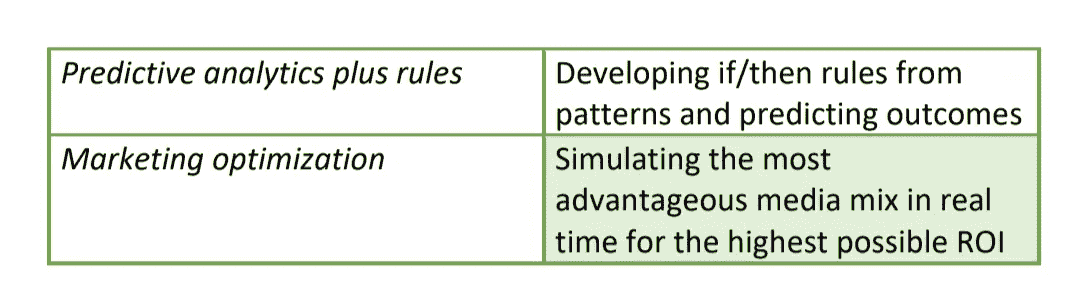 Predictive analytics plus rules
Developing if/then rules from
patterns and predicting outcomes
Marketing optimization
Simulating the most
advantageous media mix in real
time for the highest possible ROI